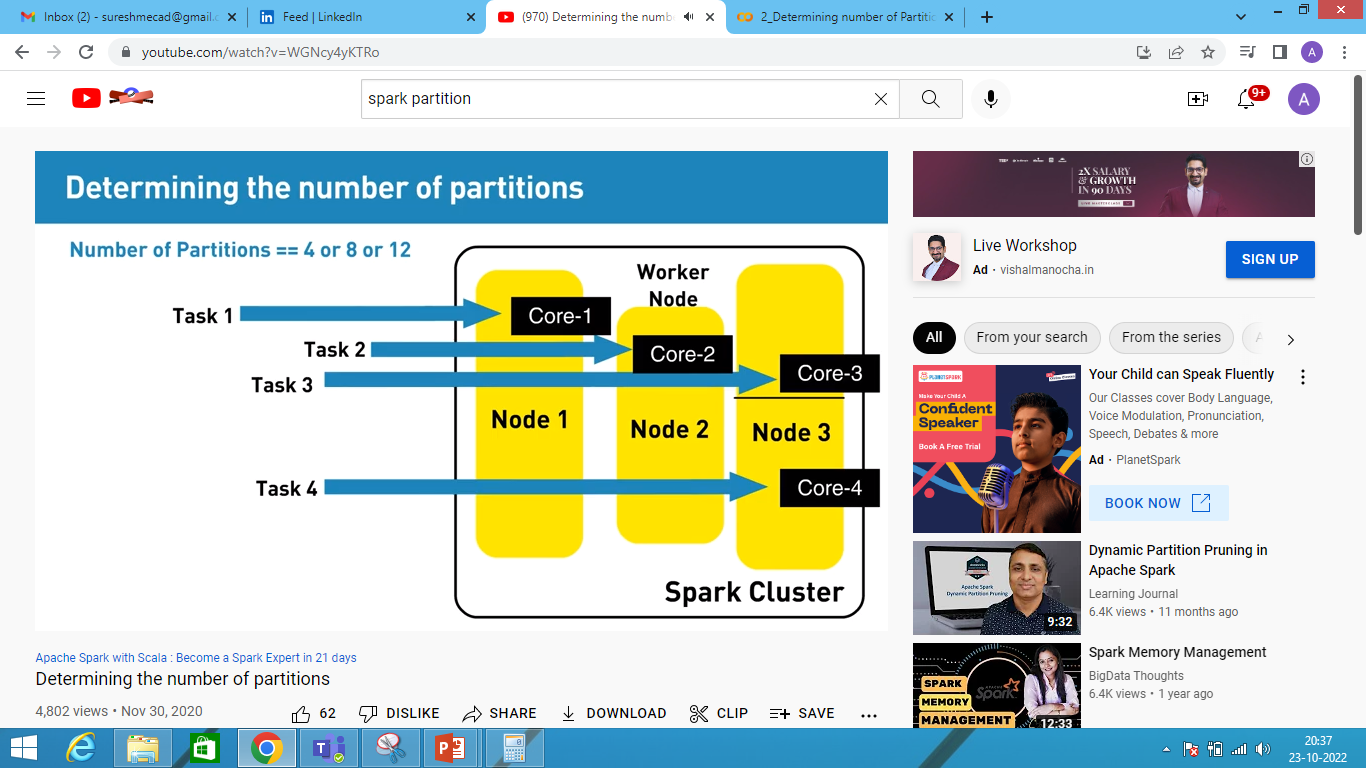 Inbox (2) - sureshmecad@gmail.c
Feed | LinkedIn
(970) Determining the numb
2_Determining number of Partitic
youtube.com/watch?v=WGNcy4yKTRo
A
spark partition
9+
A
Determining the number of partitions
Number of Partitions == 4 or 8 or 12
Worker
Node
Task 1
Core-1
Task 2
Core-2
Task 3
Core-3
Node 1
Node 2
Node 3
Task 4
Core-4
Spark Cluster
Apache Spark with Scala : Become a Spark Expert in 21 days
Determining the number of partitions
4,802 views • Nov 30, 2020
62
DISLIKE
SHARE
DOWNLOAD
CLIP
SAVE
2X SALARY
& GROWTH
IN 90 DAYS
Live Workshop
Ad · vishalmanocha.in
SIGN UP
All
From your search
From the series
A
PLANETSPARK
Make Your Child A
Confident
Speaker
Book A Free Trial
Your Child can Speak Fluently
Our Classes cover Body Language,
Voice Modulation, Pronunciation,
Speech, Debates & more
Ad · PlanetSpark
BOOK NOW
Apache Spark
Dynamic Partition Pruning
9:32
Dynamic Partition Pruning in
Apache Spark
Learning Journal
6.4K views • 11 months ago
SPARK
MEMORY
MANAGEMENT
APACHE
Spark
12:33
Spark Memory Management
BigData Thoughts
6.4K views • 1 year ago
20:37
23-10-2022